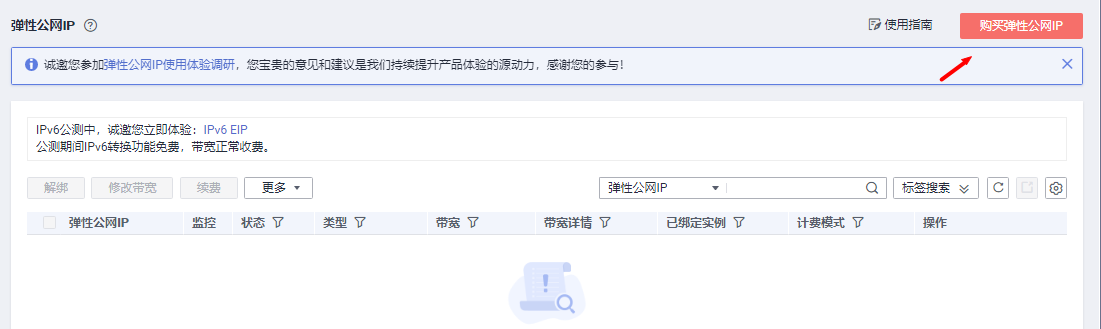 弹性公网IP
使用指南
购买弹性公网IP
诚邀您参加弹性公网IP使用体验调研，您宝贵的意见和建议是我们持续提升产品体验的源动力，感谢您的参与！
IPv6公测中，诚邀您立即体验：IPv6 EIP
公测期间IPv6转换功能免费，带宽正常收费。
解绑 修改带宽 续费 更多 弹性公网IP 标签搜索
弹性公网IP 监控 状态 类型 带宽 带宽详情 已绑定实例 计费模式 操作